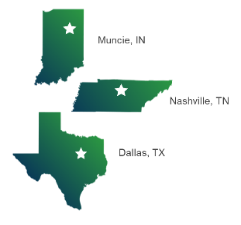 Muncie, IN
Nashville, TN
Dallas, TX